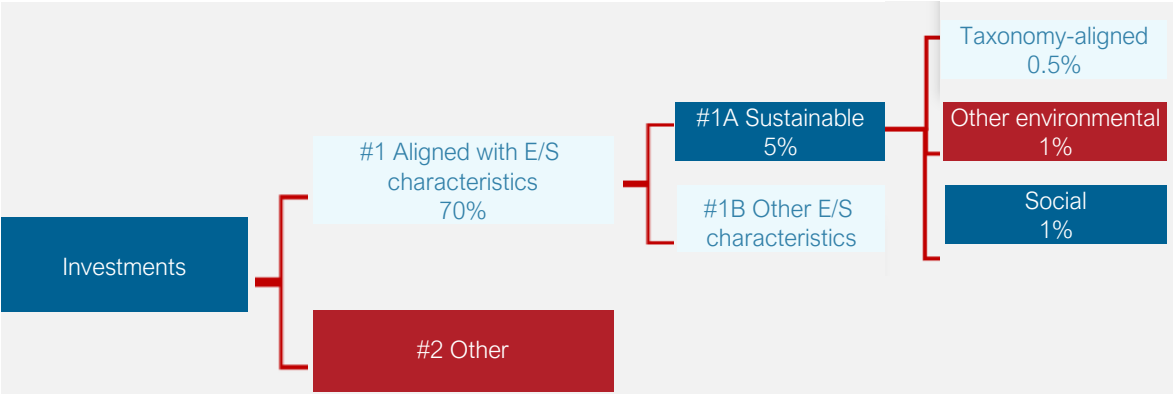 Investments
#1 Aligned with E/S
characteristics
70%
#2 Other
#1A Sustainable
5%
#1B Other E/S
characteristics
Taxonomy-aligned
0.5%
Other environmental
1%
Social
1%